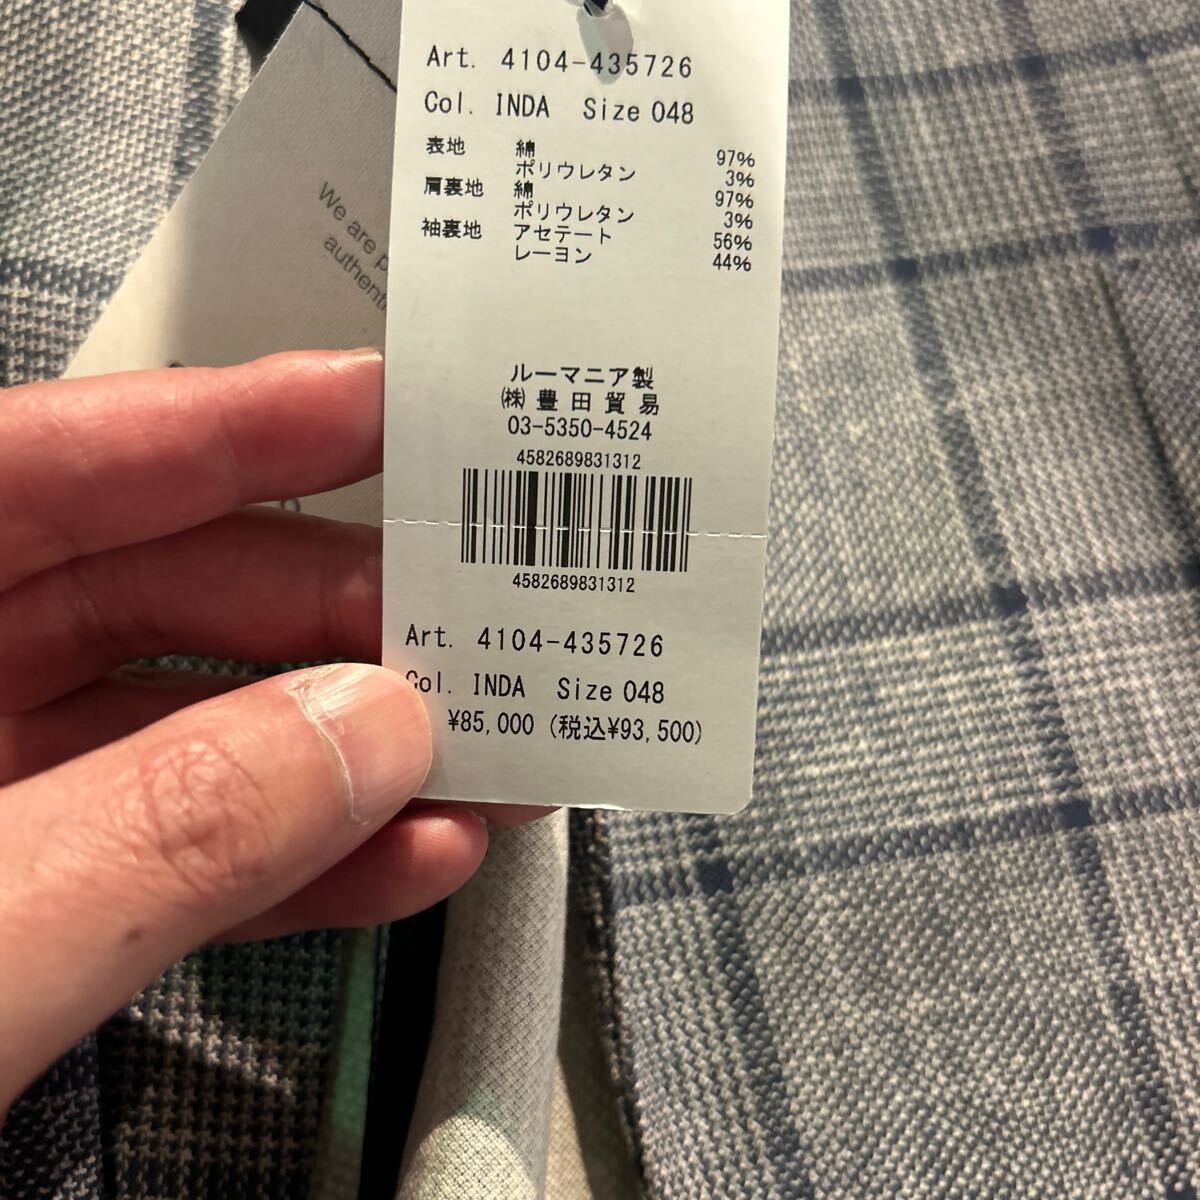 Art. 4104-435726
Col. INDA Size 048
表地 綿 97%
ポリウレタン 3%
肩裏地 綿 97%
ポリウレタン 3%
袖裏地 アセテート 56%
レーヨン 44%
ルーマニア製
㈱ 豊田貿易
03-5350-4524
4582689831312
4582689831312
Art. 4104-435726
Col. INDA Size 048
¥85,000 (税込¥93,500)
We are